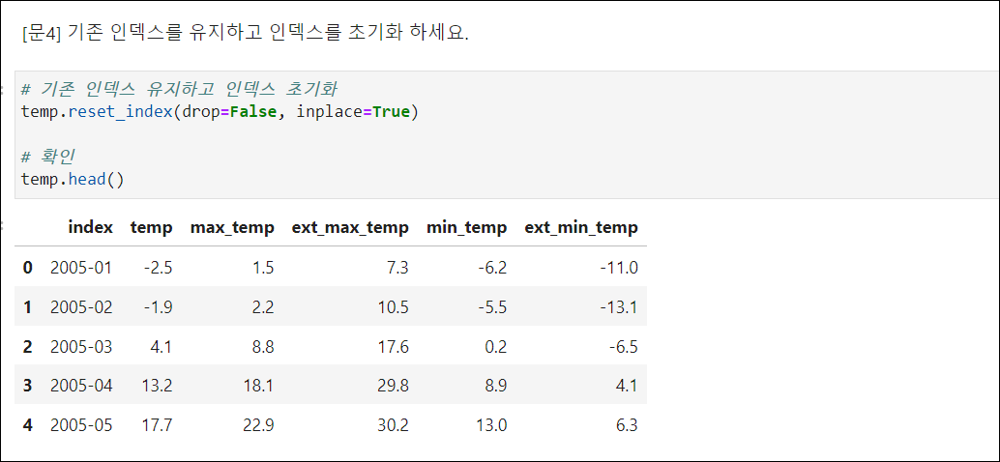 [문4] 기존 인덱스를 유지하고 인덱스를 초기화 하세요.
# 기존 인덱스 유지하고 인덱스 초기화
temp.reset_index(drop=False, inplace=True)
# 확인
temp.head()
index temp max_temp ext_max_temp min_temp ext_min_temp
0 2005-01 -2.5 1.5 7.3 -6.2 -11.0
1 2005-02 -1.9 2.2 10.5 -5.5 -13.1
2 2005-03 4.1 8.8 17.6 0.2 -6.5
3 2005-04 13.2 18.1 29.8 8.9 4.1
4 2005-05 17.7 22.9 30.2 13.0 6.3